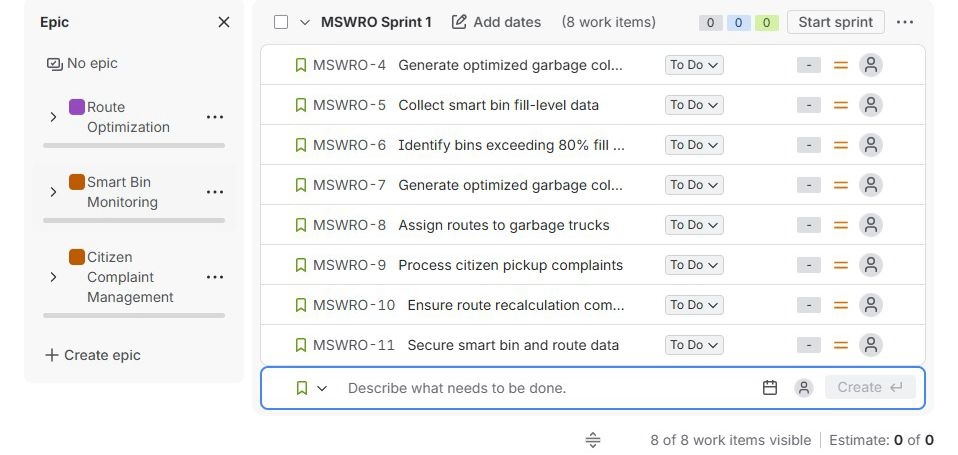 Epic
No epic
Route
Optimization
Smart Bin
Monitoring
Citizen
Complaint
Management
Create epic
MSWRO Sprint 1 Add dates (8 work items) 0 0 0 Start sprint
MSWRO-4 Generate optimized garbage col... To Do -
MSWRO-5 Collect smart bin fill-level data To Do -
MSWRO-6 Identify bins exceeding 80% fill ... To Do -
MSWRO-7 Generate optimized garbage col... To Do -
MSWRO-8 Assign routes to garbage trucks To Do -
MSWRO-9 Process citizen pickup complaints To Do -
MSWRO-10 Ensure route recalculation com... To Do -
MSWRO-11 Secure smart bin and route data To Do -
Describe what needs to be done. Create
8 of 8 work items visible Estimate: 0 of 0